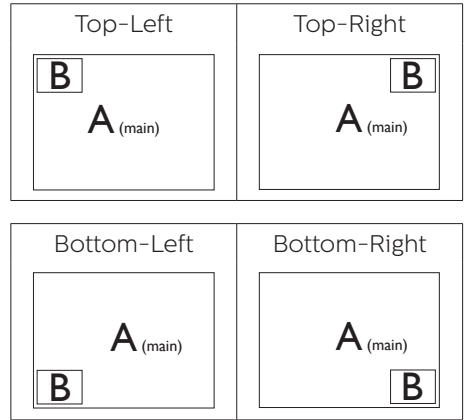 Top-Left
Top-Right
B
A (main)
B
A (main)
Bottom-Left
Bottom-Right
A (main)
B
A (main)
B